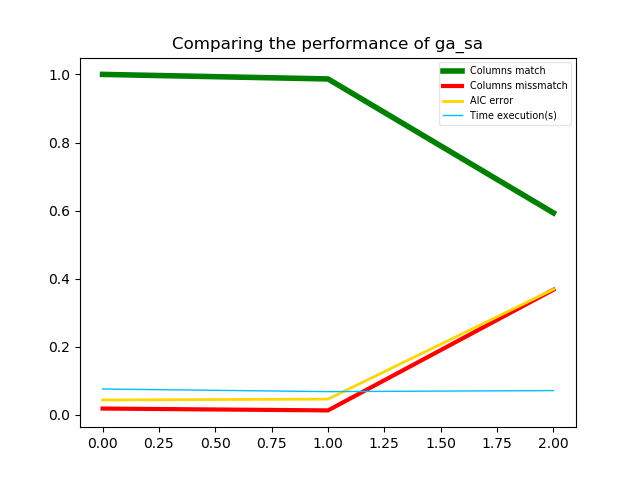 Comparing the performance of ga_sa
Columns match
Columns missmatch
AIC error
Time execution(s)
1.0
0.8
0.6
0.4
0.2
0.0
0.00 0.25 0.50 0.75 1.00 1.25 1.50 1.75 2.00